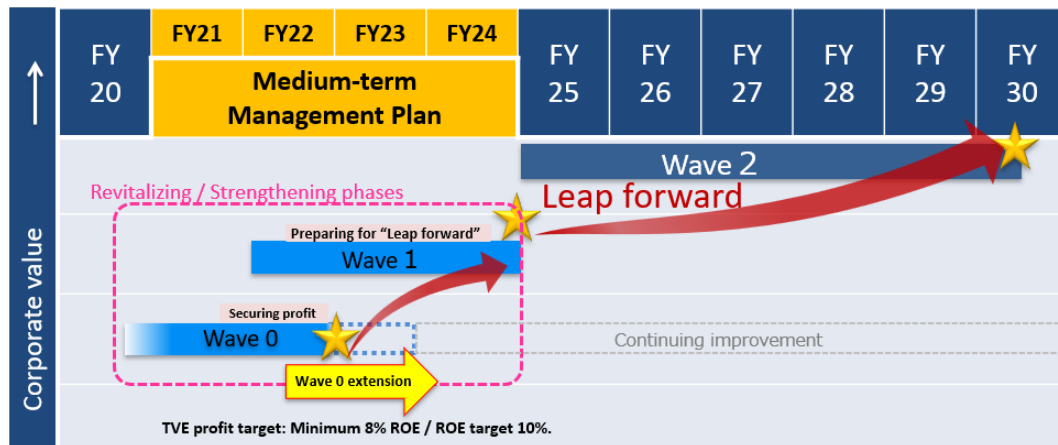 FY
20
FY21
FY22
FY23
FY24
Medium-term
Management Plan
FY
25
FY
26
FY
27
FY
28
FY
29
FY
30
Corporate value
Wave 2
Revitalizing / Strengthening phases
Leap forward
Preparing for “Leap forward”
Wave 1
Securing profit
Wave 0
Continuing improvement
Wave 0 extension
TVE profit target: Minimum 8% ROE / ROE target 10%.